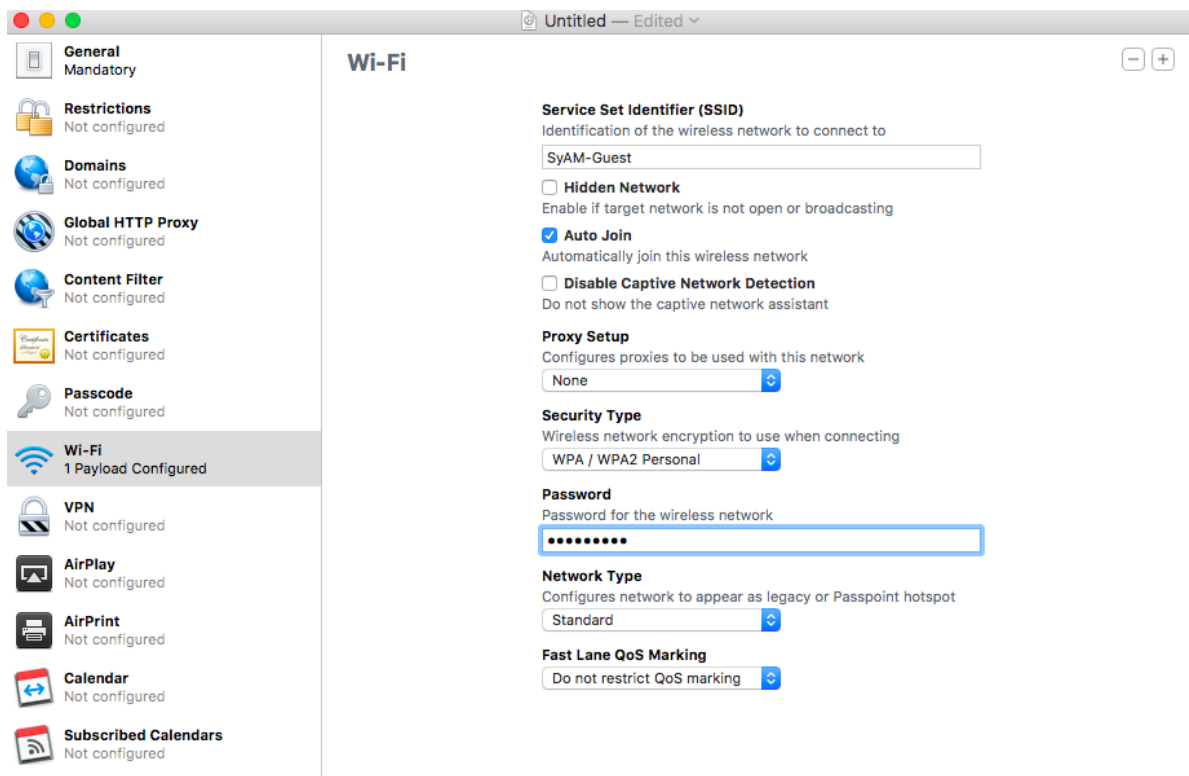 Untitled — Edited
General
Mandatory
Restrictions
Not configured
Domains
Not configured
Global HTTP Proxy
Not configured
Content Filter
Not configured
Certificates
Not configured
Passcode
Not configured
Wi-Fi
1 Payload Configured
VPN
Not configured
AirPlay
Not configured
AirPrint
Not configured
Calendar
Not configured
Subscribed Calendars
Not configured
Wi-Fi
Service Set Identifier (SSID)
Identification of the wireless network to connect to
SyAM-Guest
Hidden Network
Enable if target network is not open or broadcasting
Auto Join
Automatically join this wireless network
Disable Captive Network Detection
Do not show the captive network assistant
Proxy Setup
Configures proxies to be used with this network
None
Security Type
Wireless network encryption to use when connecting
WPA / WPA2 Personal
Password
Password for the wireless network
•••••••••
Network Type
Configures network to appear as legacy or Passpoint hotspot
Standard
Fast Lane QoS Marking
Do not restrict QoS marking